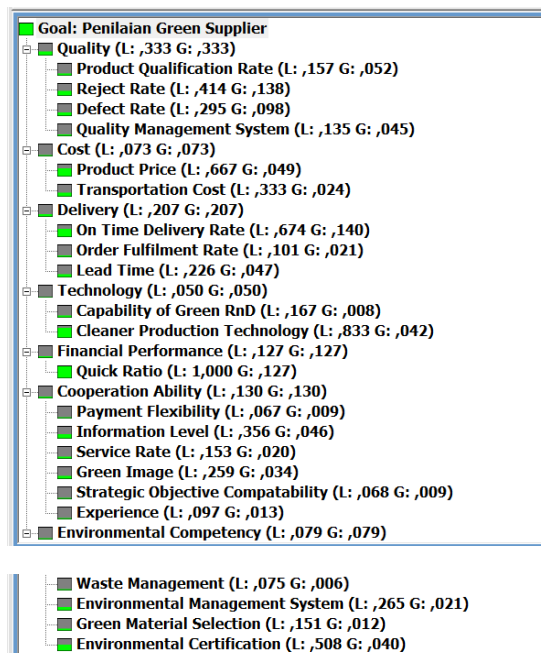 Goal: Penilaian Green Supplier
Quality (L: ,333 G: ,333)
Product Qualification Rate (L: ,157 G: ,052)
Reject Rate (L: ,414 G: ,138)
Defect Rate (L: ,295 G: ,098)
Quality Management System (L: ,135 G: ,045)
Cost (L: ,073 G: ,073)
Product Price (L: ,667 G: ,049)
Transportation Cost (L: ,333 G: ,024)
Delivery (L: ,207 G: ,207)
On Time Delivery Rate (L: ,674 G: ,140)
Order Fulfilment Rate (L: ,101 G: ,021)
Lead Time (L: ,226 G: ,047)
Technology (L: ,050 G: ,050)
Capability of Green RnD (L: ,167 G: ,008)
Cleaner Production Technology (L: ,833 G: ,042)
Financial Performance (L: ,127 G: ,127)
Quick Ratio (L: 1,000 G: ,127)
Cooperation Ability (L: ,130 G: ,130)
Payment Flexibility (L: ,067 G: ,009)
Information Level (L: ,356 G: ,046)
Service Rate (L: ,153 G: ,020)
Green Image (L: ,259 G: ,034)
Strategic Objective Compatability (L: ,068 G: ,009)
Experience (L: ,097 G: ,013)
Environmental Competency (L: ,079 G: ,079)
Waste Management (L: ,075 G: ,006)
Environmental Management System (L: ,265 G: ,021)
Green Material Selection (L: ,151 G: ,012)
Environmental Certification (L: ,508 G: ,040)